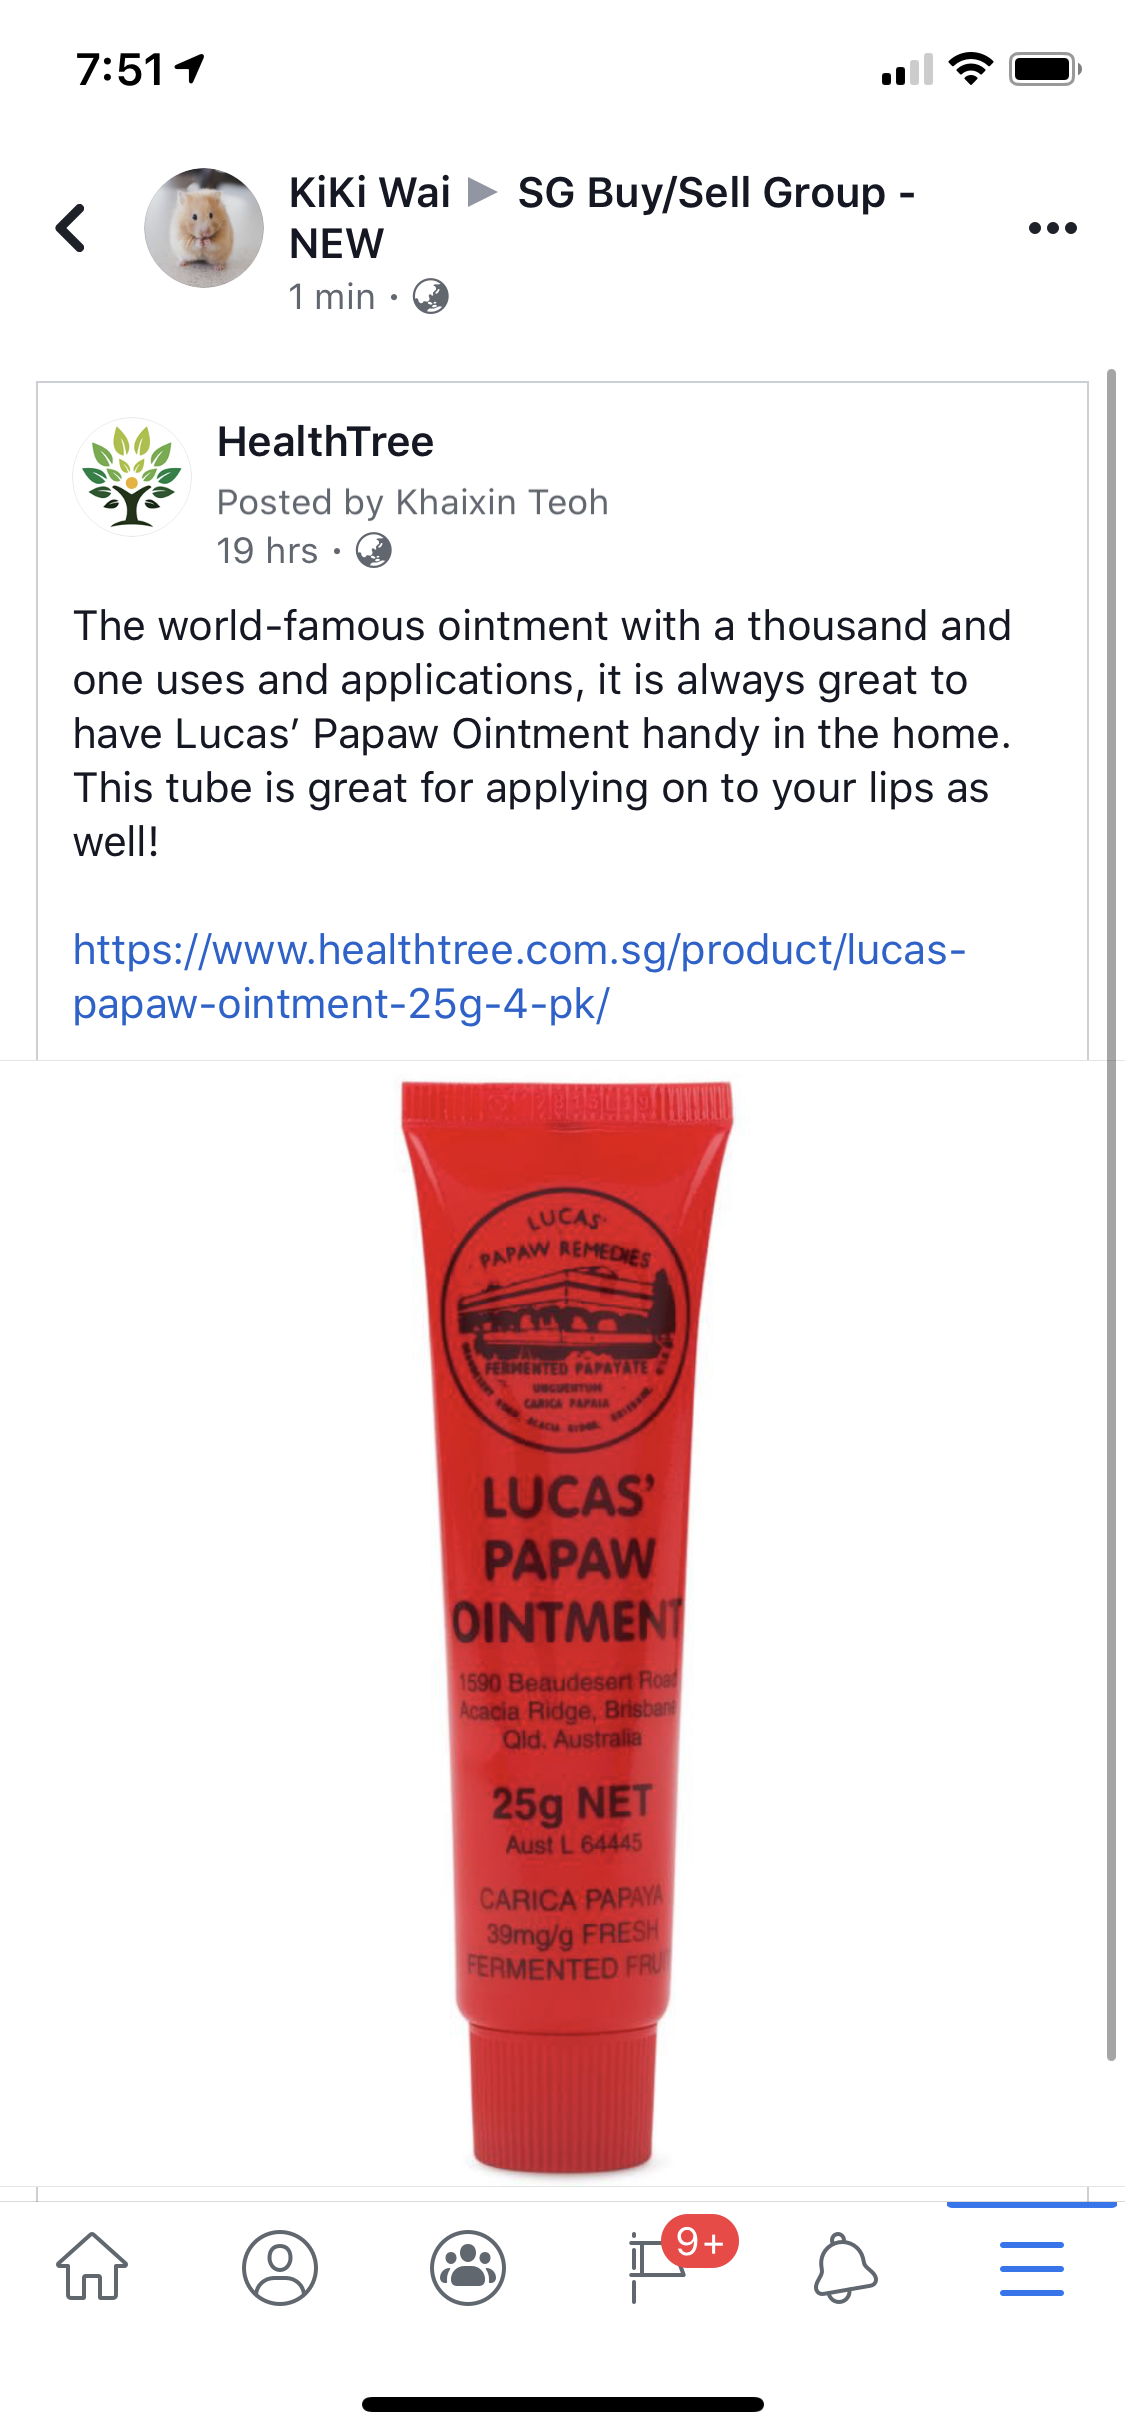 7:51
KiKi Wai ▶ SG Buy/Sell Group -
NEW
1 min ·
HealthTree
Posted by Khaixin Teoh
19 hrs ·
The world-famous ointment with a thousand and
one uses and applications, it is always great to
have Lucas’ Papaw Ointment handy in the home.
This tube is great for applying on to your lips as
well!
https://www.healthtree.com.sg/product/lucas-
papaw-ointment-25g-4-pk/
LUCAS'
PAPAW REMEDIES
FERMENTED PAPAYATE
UNGUENTUM
CARICA PAPAIA
ACACIA RIDGE,
LUCAS’
PAPAW
OINTMENT
1590 Beaudesert Road
Acacia Ridge, Brisbane
Qld. Australia
25g NET
Aust L 64445
CARICA PAPAYA
39mg/g FRESH
FERMENTED FRU
9+